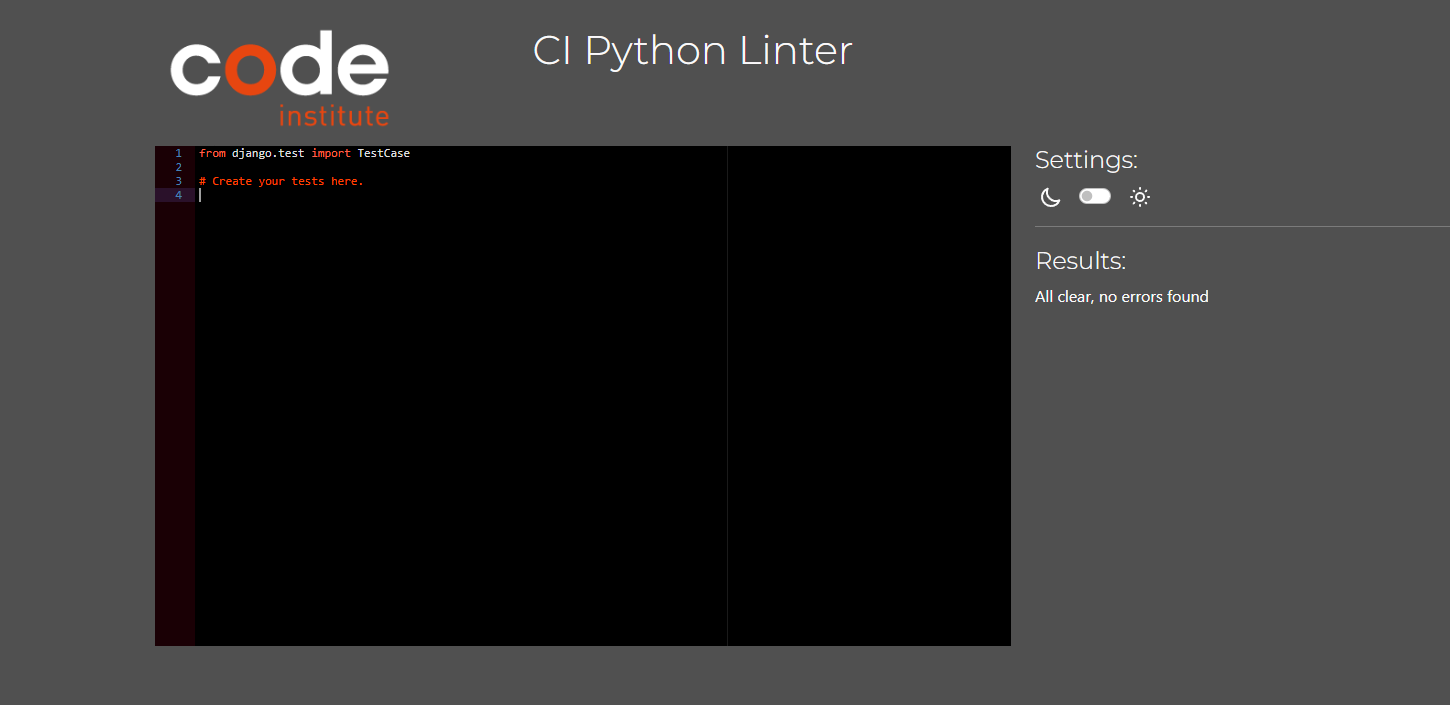 code
institute
CI Python Linter
1 from django.test import TestCase
2
3 # Create your tests here.
4
Settings:
Results:
All clear, no errors found